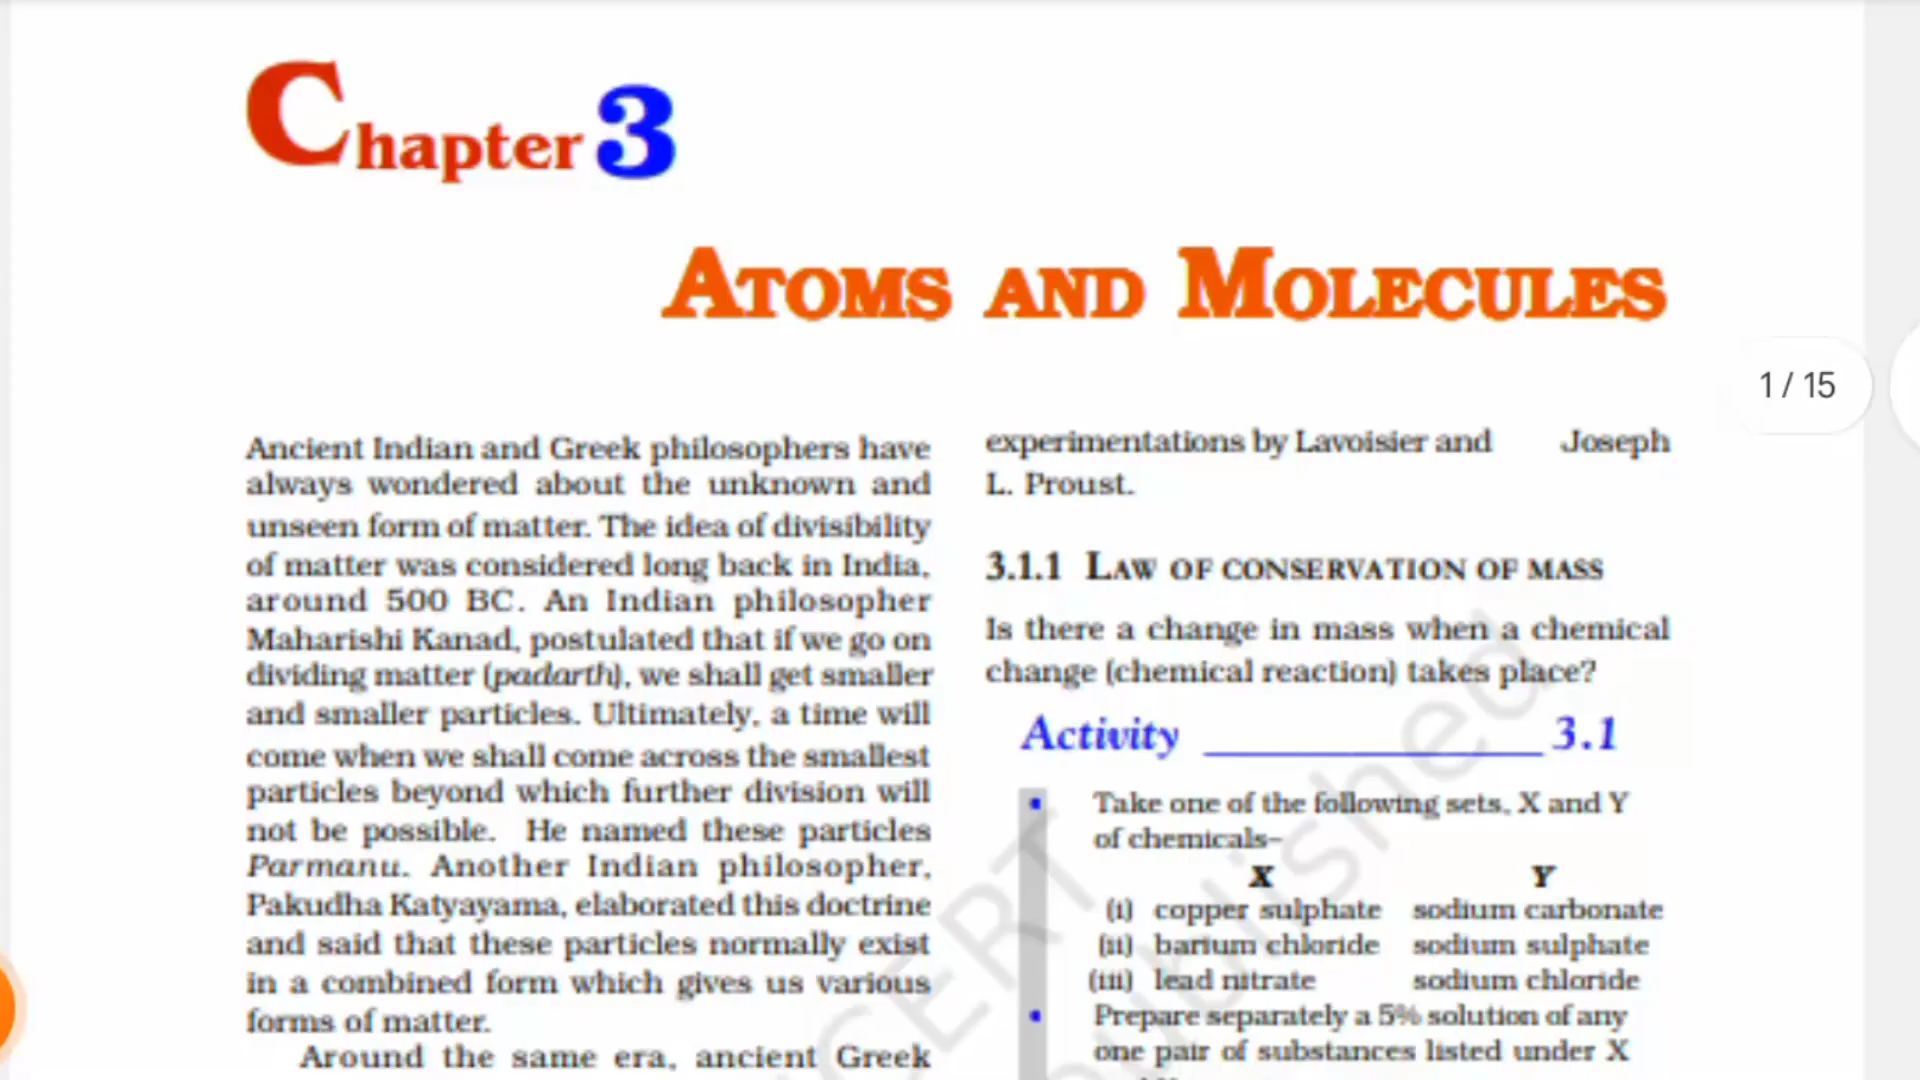 Chapter 3
ATOMS AND MOLECULES
1 / 15
Ancient Indian and Greek philosophers have
always wondered about the unknown and
unseen form of matter. The idea of divisibility
of matter was considered long back in India,
around 500 BC. An Indian philosopher
Maharishi Kanad, postulated that if we go on
dividing matter (padarth), we shall get smaller
and smaller particles. Ultimately, a time will
come when we shall come across the smallest
particles beyond which further division will
not be possible. He named these particles
Parmanu. Another Indian philosopher,
Pakudha Katyayama, elaborated this doctrine
and said that these particles normally exist
in a combined form which gives us various
forms of matter.
Around the same era, ancient Greek
experimentations by Lavoisier and Joseph
L. Proust.
3.1.1 LAW OF CONSERVATION OF MASS
Is there a change in mass when a chemical
change (chemical reaction) takes place?
Activity 3.1
• Take one of the following sets, X and Y
of chemicals–
X Y
(i) copper sulphate sodium carbonate
(ii) barium chloride sodium sulphate
(iii) lead nitrate sodium chloride
• Prepare separately a 5% solution of any
one pair of substances listed under X